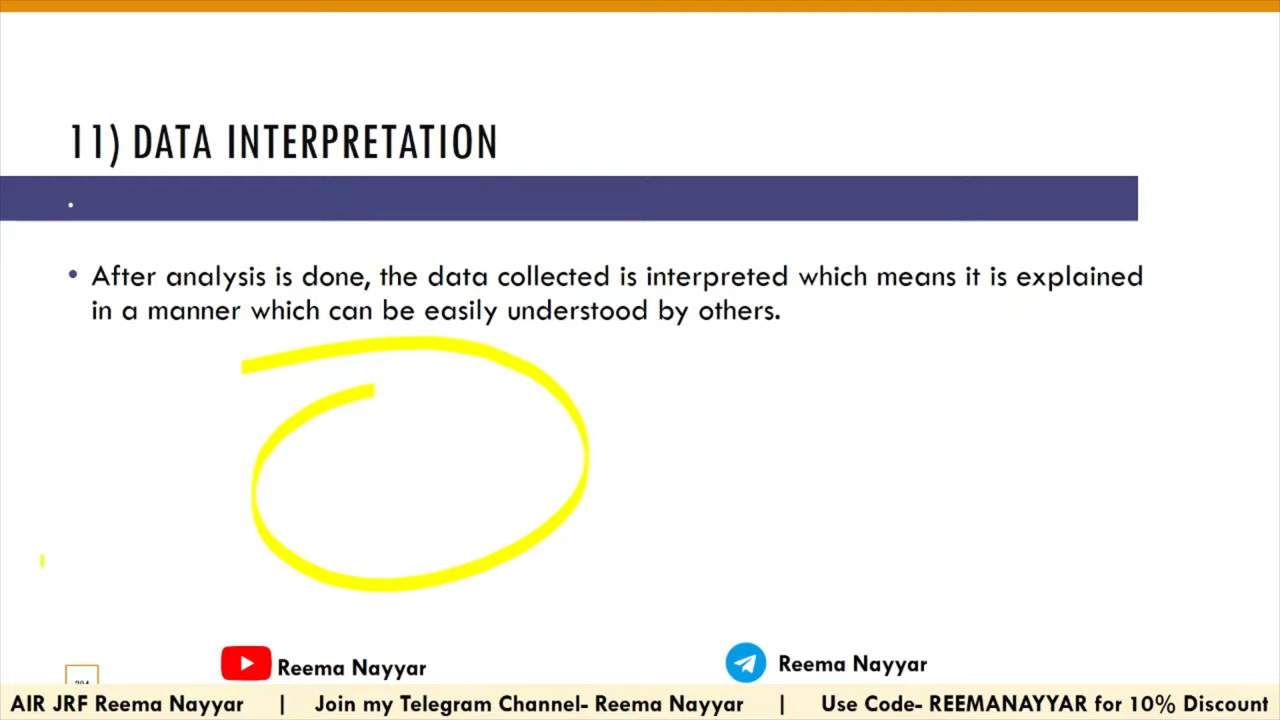 11) DATA INTERPRETATION
• After analysis is done, the data collected is interpreted which means it is explained
in a manner which can be easily understood by others.
Reema Nayyar
Reema Nayyar
AIR JRF Reema Nayyar | Join my Telegram Channel- Reema Nayyar | Use Code- REEMANAYYAR for 10% Discount